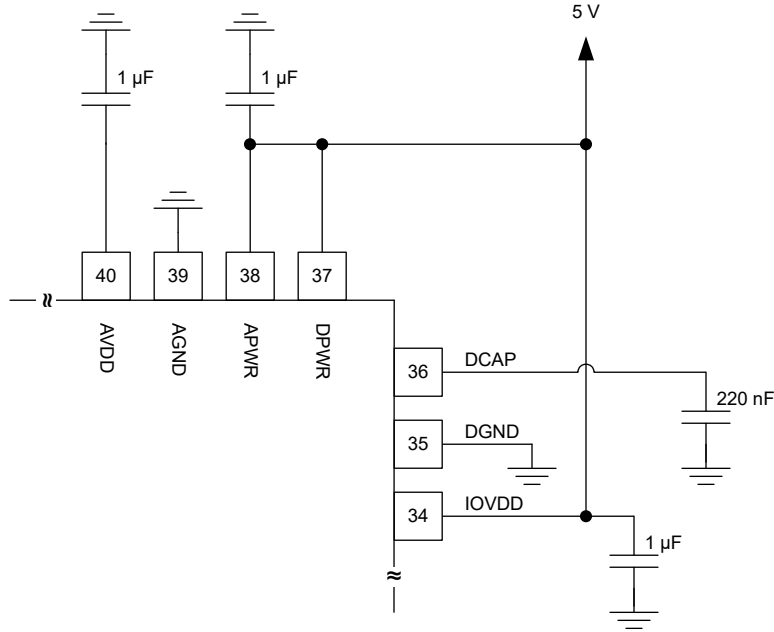 5 V
1 µF
1 µF
40
39
38
37
AVDD
AGND
APWR
DPWR
36
DCAP
220 nF
35
DGND
34
IOVDD
1 µF